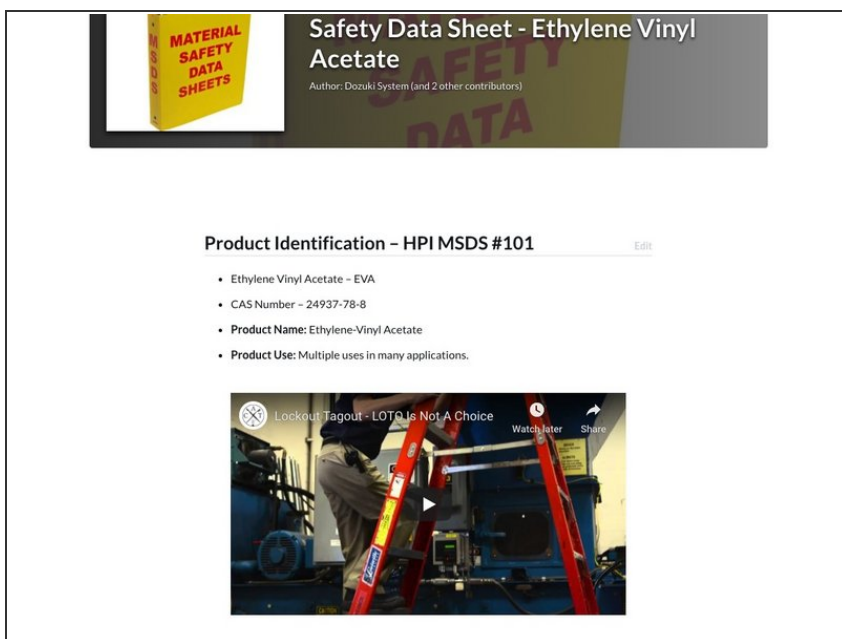 MSDS
MATERIAL
SAFETY
DATA
SHEETS
Safety Data Sheet - Ethylene Vinyl
Acetate
Author: Dozuki System (and 2 other contributors)
SAFETY
DATA
Product Identification – HPI MSDS #101
Edit
Ethylene Vinyl Acetate – EVA
CAS Number – 24937-78-8
Product Name: Ethylene-Vinyl Acetate
Product Use: Multiple uses in many applications.
Lockout Tagout - LOTO Is Not A Choice
Watch later
Share